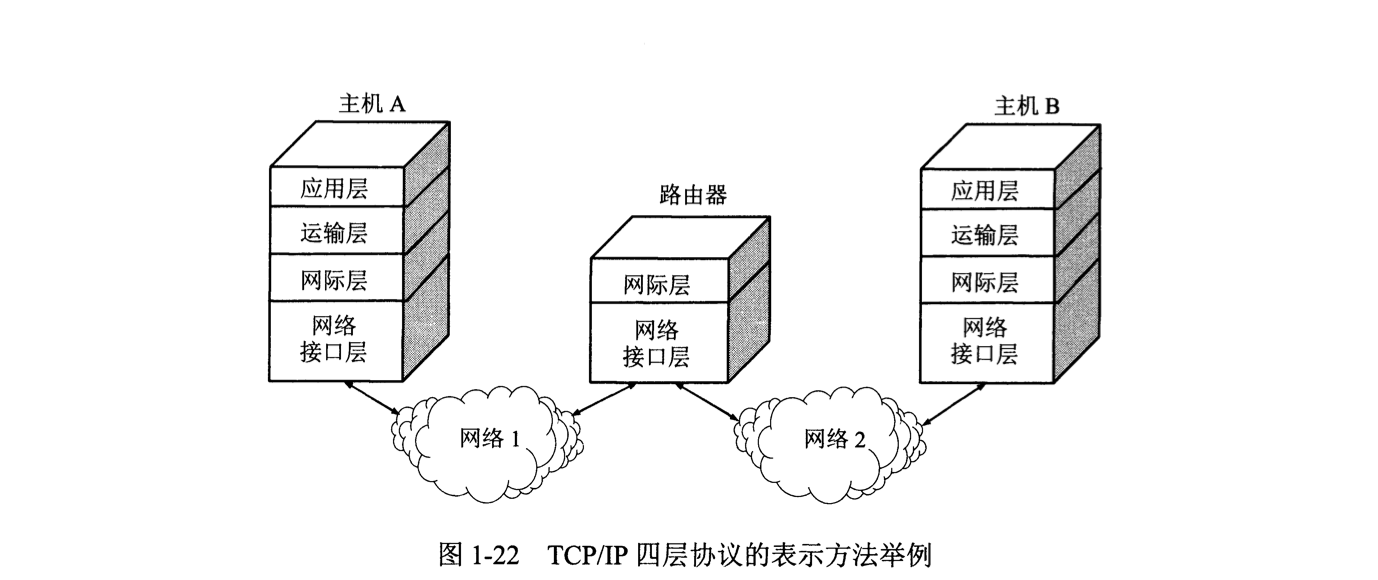 主机 A
应用层
运输层
网际层
网络
接口层
路由器
网际层
网络
接口层
主机 B
应用层
运输层
网际层
网络
接口层
网络 1
网络 2
图 1-22 TCP/IP 四层协议的表示方法举例